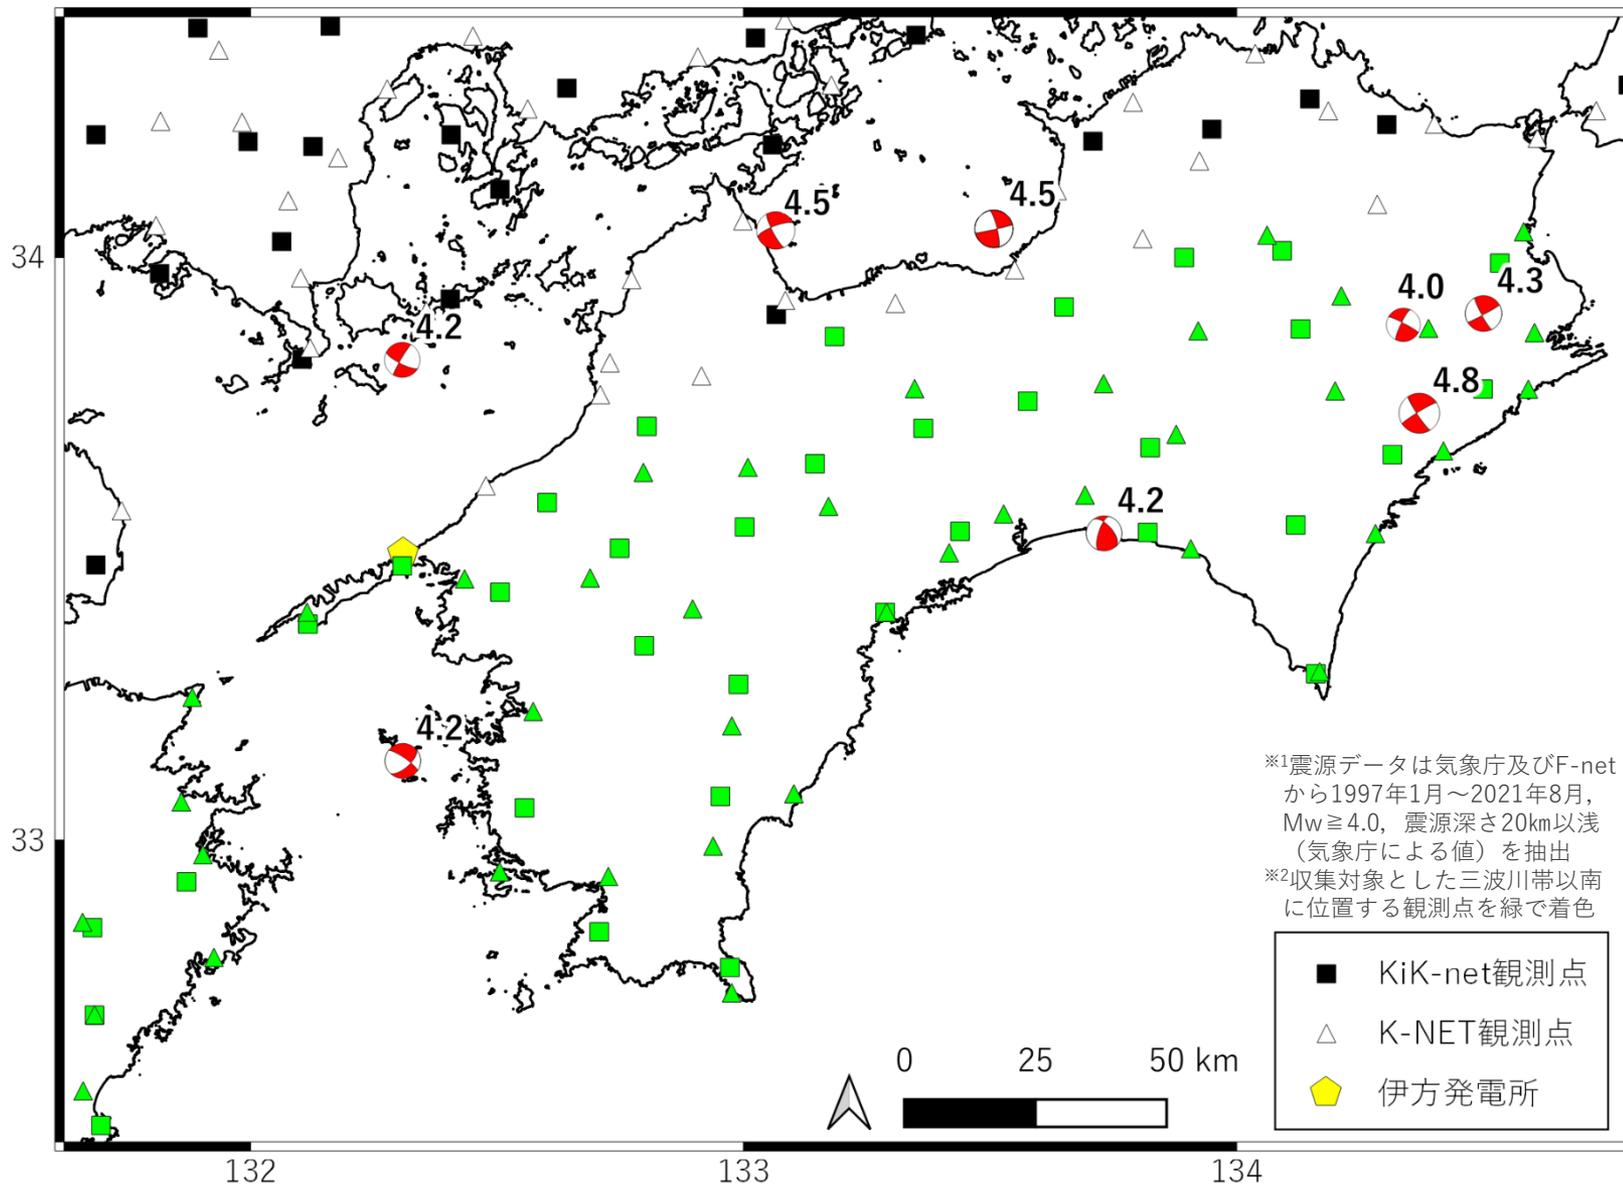 4.5
4.5
34
4.2
4.0
4.3
4.8
4.2
4.2
※1震源データは気象庁及びF-net
から1997年1月～2021年8月，
Mw≧4.0，震源深さ20㎞以浅
（気象庁による値）を抽出
※2収集対象とした三波川帯以南
に位置する観測点を緑で着色
33
KiK-net観測点
K-NET観測点
伊方発電所
0 25 50 km
132 133 134